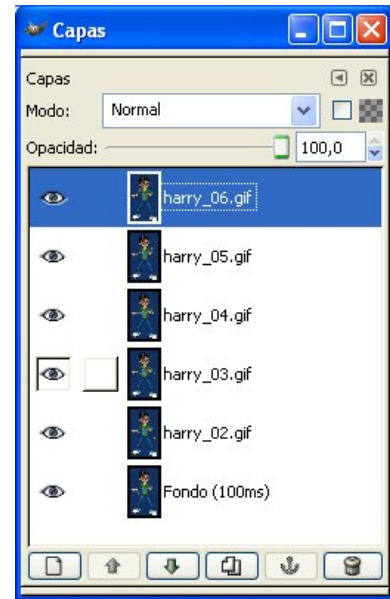 Capas
Capas
Modo: Normal
Opacidad: 100,0
harry_06.gif
harry_05.gif
harry_04.gif
harry_03.gif
harry_02.gif
Fondo (100ms)